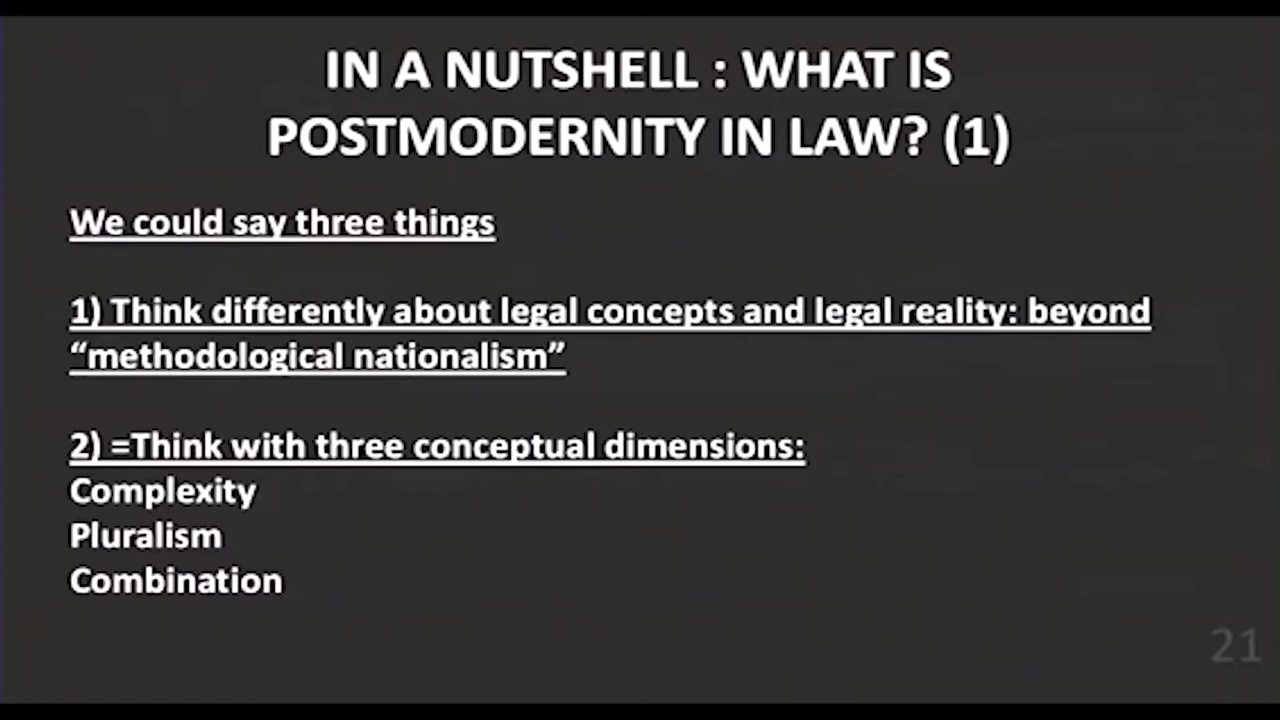 IN A NUTSHELL : WHAT IS
POSTMODERNITY IN LAW? (1)
We could say three things
1) Think differently about legal concepts and legal reality: beyond
“methodological nationalism”
2) =Think with three conceptual dimensions:
Complexity
Pluralism
Combination
21